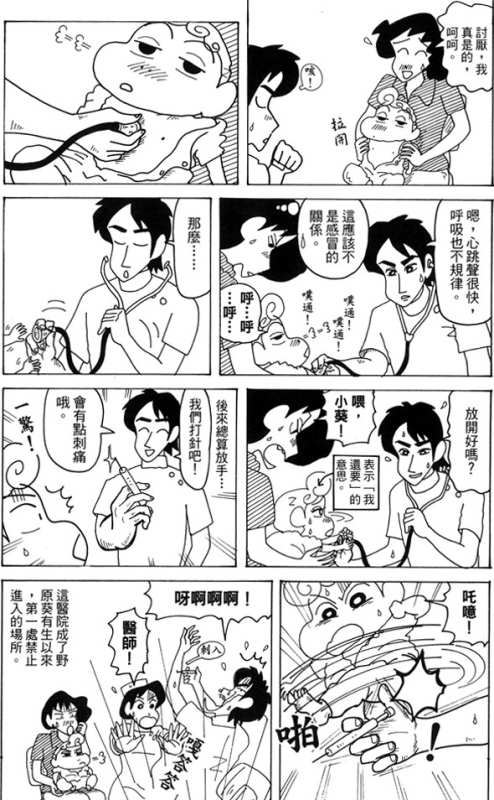 討厭，我
真是的，
呵呵。
咳！
拉開
嗯，心跳聲很快，
呼吸也不規律。
這應該不
是感冒的
關係。
噗通！
噗通！
噗通！
呼…呼
…呼…
那麼……
放開好嗎？
喂，
小葵！
表示「我
還要」的
意思。
後來總算放手…
我們打針吧！
會有點刺痛
哦。
一驚！
吒噫！
！
啪
呀啊啊啊！
刺入
醫師！
嘎答答
這醫院成了野
原葵有生以來
，第一處禁止
進入的場所。